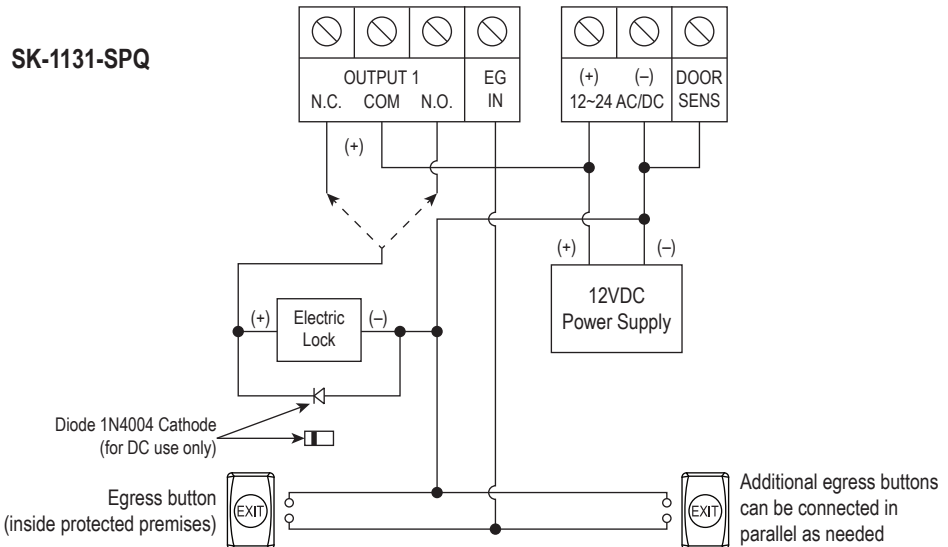 SK-1131-SPQ
OUTPUT 1
N.C. COM N.O.
EG
IN
(+) (–)
12~24 AC/DC
DOOR
SENS
(+)
(+) (–)
12VDC
Power Supply
(+) Electric (–)
Lock
Diode 1N4004 Cathode
(for DC use only)
Egress button
(inside protected premises)
EXIT
EXIT
Additional egress buttons
can be connected in
parallel as needed